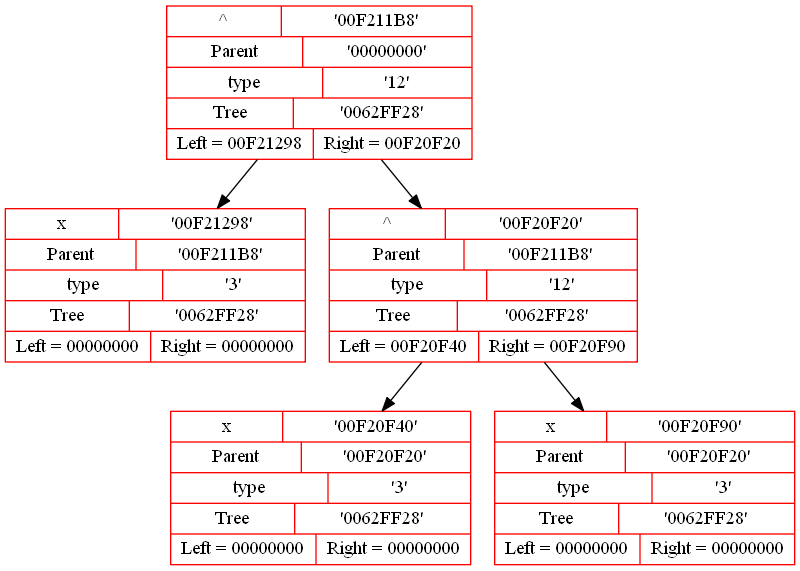 ^ '00F211B8'
Parent '00000000'
type '12'
Tree '0062FF28'
Left = 00F21298 Right = 00F20F20
x '00F21298'
Parent '00F211B8'
type '3'
Tree '0062FF28'
Left = 00000000 Right = 00000000
^ '00F20F20'
Parent '00F211B8'
type '12'
Tree '0062FF28'
Left = 00F20F40 Right = 00F20F90
x '00F20F40'
Parent '00F20F20'
type '3'
Tree '0062FF28'
Left = 00000000 Right = 00000000
x '00F20F90'
Parent '00F20F20'
type '3'
Tree '0062FF28'
Left = 00000000 Right = 00000000